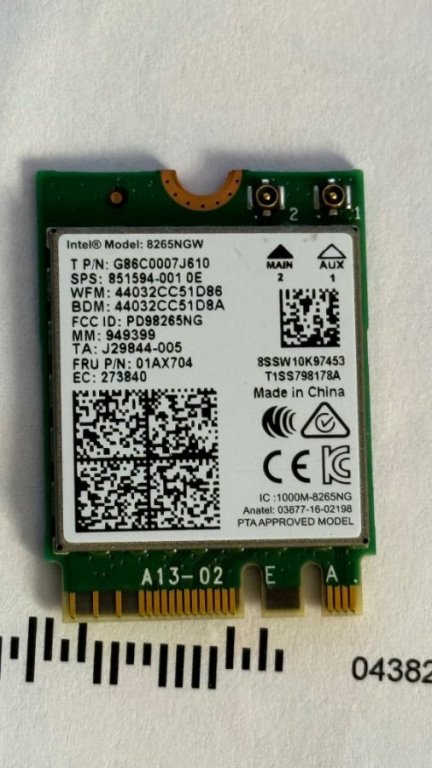 2 1
Intel® Model: 8265NGW
T P/N: G86C0007J610
SPS: 851594-001 0E
WFM: 44032CC51D86
BDM: 44032CC51D8A
FCC ID: PD98265NG
MM: 949399
TA: J29844-005
FRU P/N: 01AX704
EC: 273840
MAIN AUX
2 1
8SSW10K97453
T1SS798178A
Made in China
CE
IC :1000M-8265NG
Anatel: 03877-16-02198
PTA APPROVED MODEL
A13-02 E A
04382